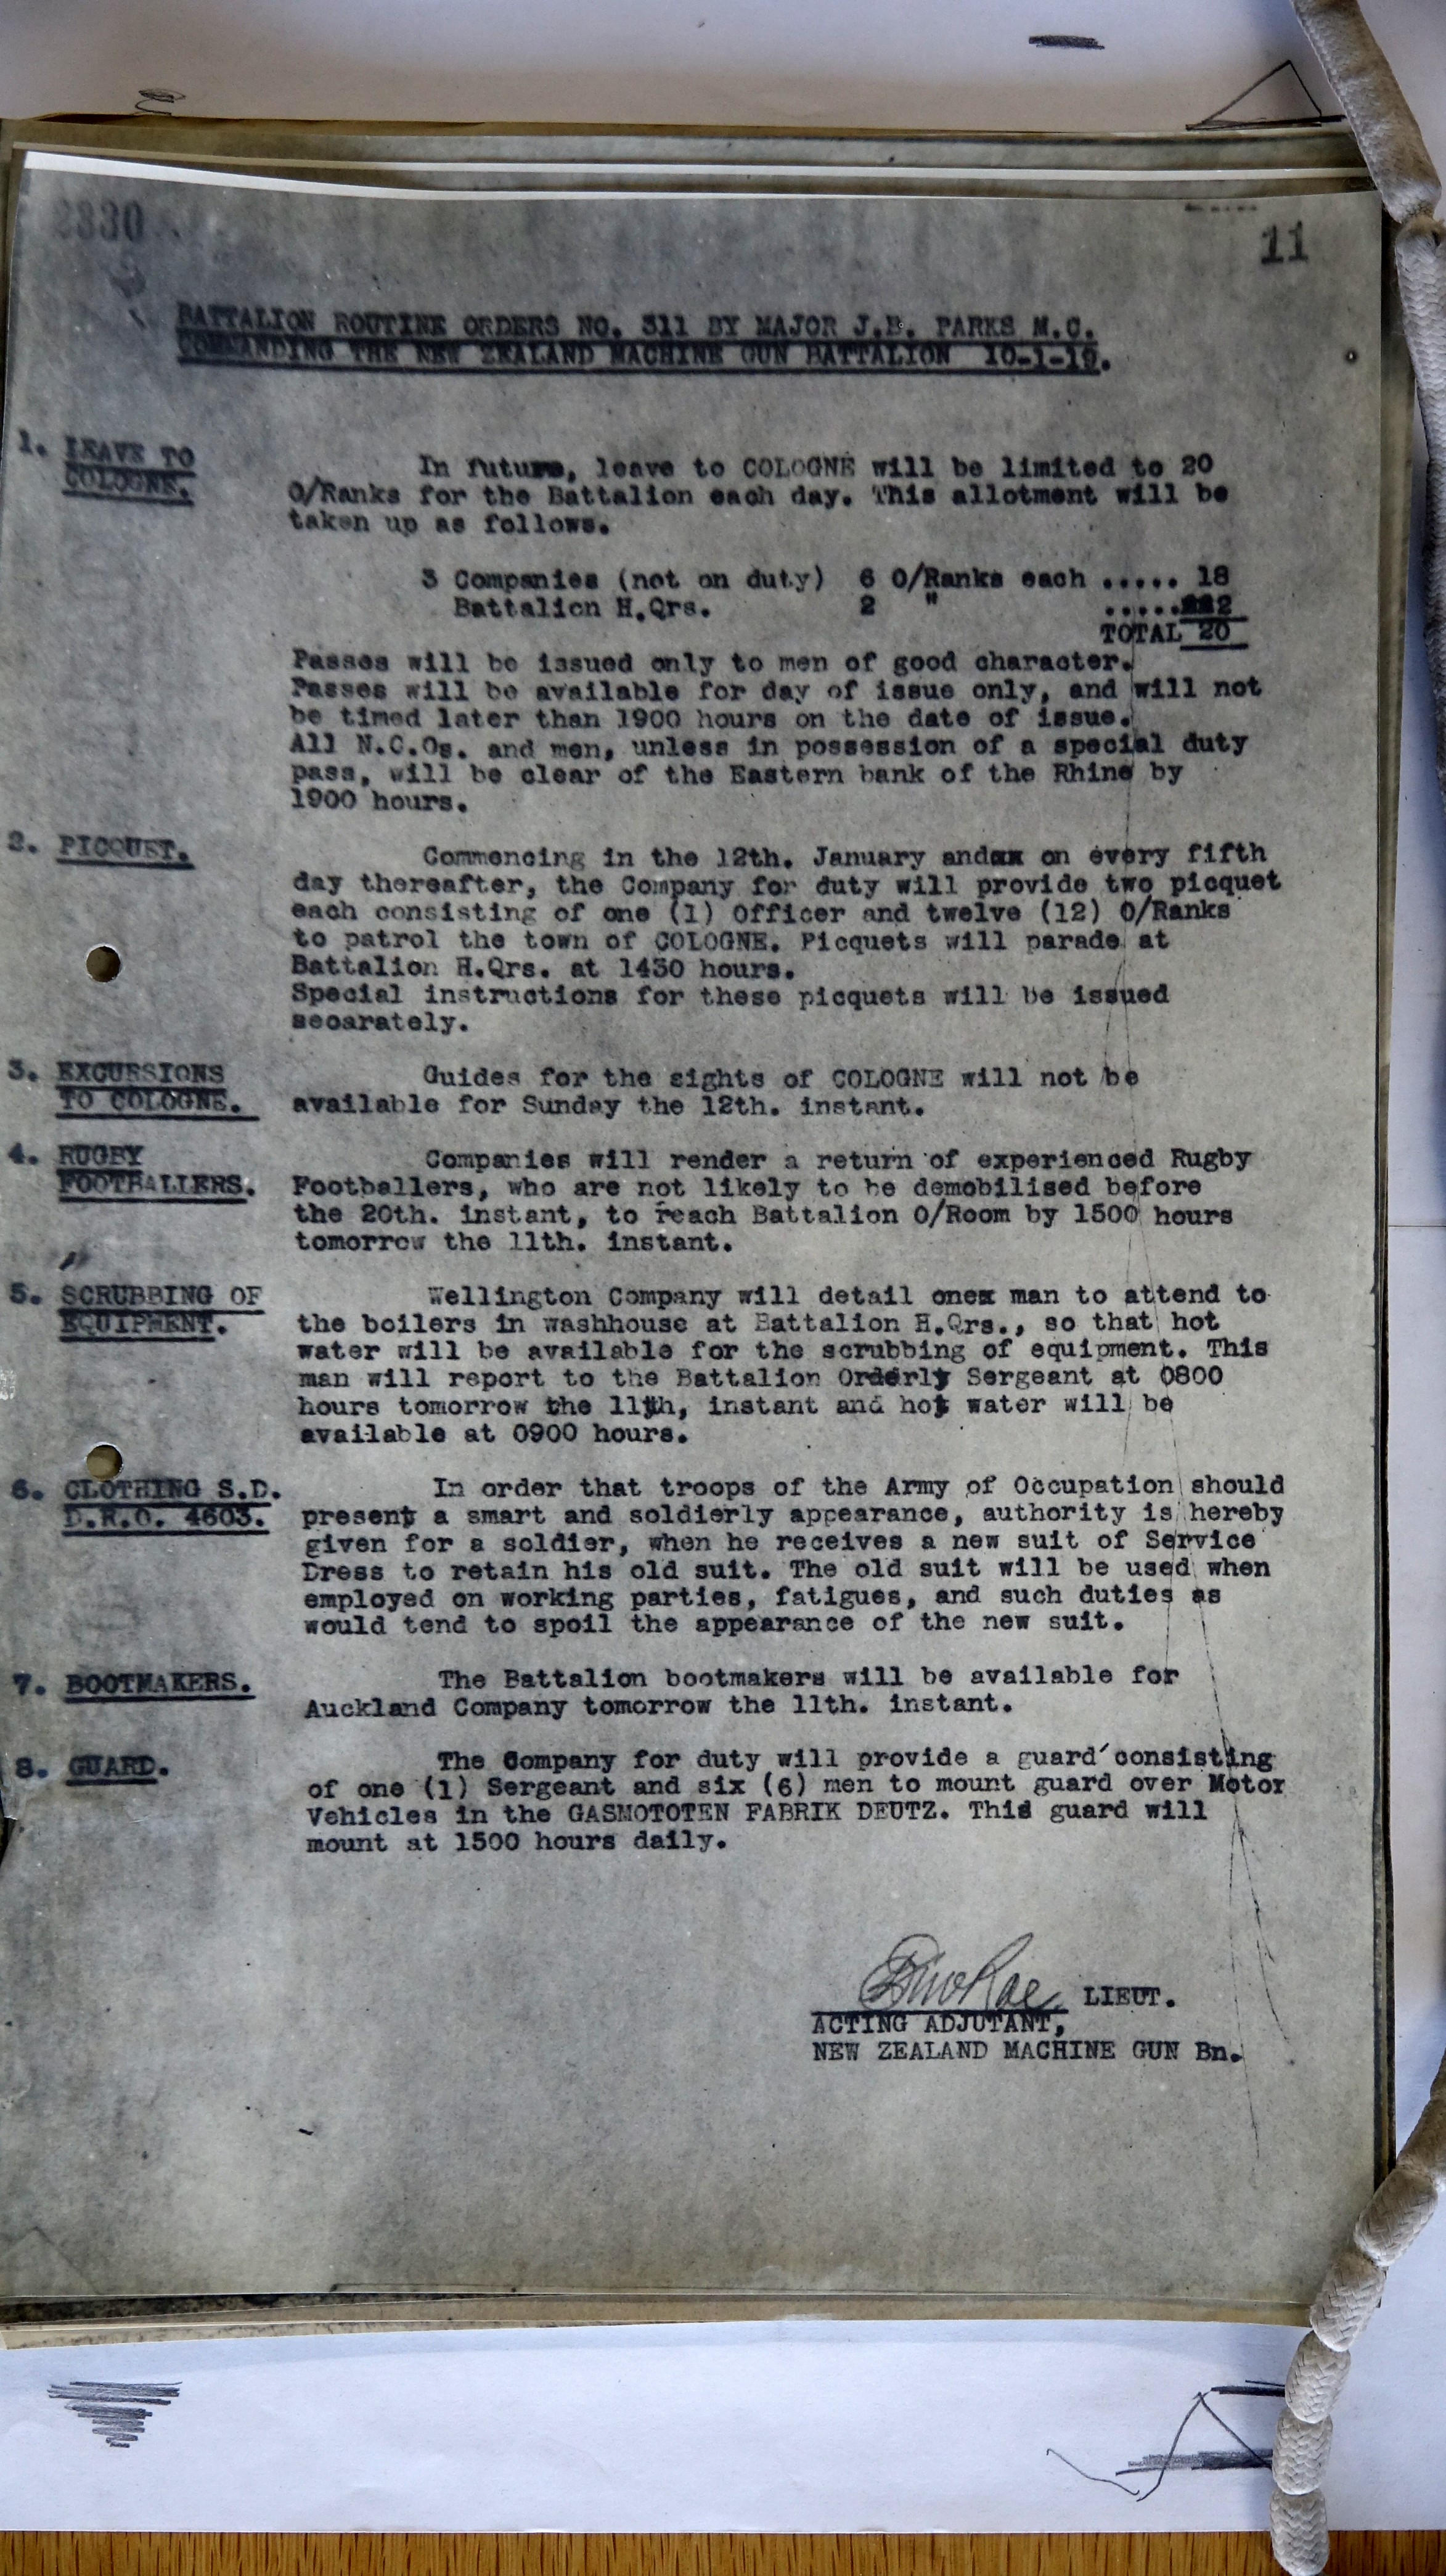 2330
11
BATTALION ROUTINE ORDERS NO. 311 BY MAJOR J.B. PARKS M.C.
COMMANDING THE NEW ZEALAND MACHINE GUN BATTALION 10-1-19.
1. LEAVE TO
COLOGNE.
In future, leave to COLOGNE will be limited to 20
O/Ranks for the Battalion each day. This allotment will be
taken up as follows.
3 Companies (not on duty) 6 O/Ranks each ..... 18
Battalion H.Qrs. 2 " ..... 2
TOTAL 20
Passes will be issued only to men of good character.
Passes will be available for day of issue only, and will not
be timed later than 1900 hours on the date of issue.
All N.C.Os. and men, unless in possession of a special duty
pass, will be clear of the Eastern bank of the Rhine by
1900 hours.
2. PICQUET.
Commencing in the 12th. January and on every fifth
day thereafter, the Company for duty will provide two picquet
each consisting of one (1) Officer and twelve (12) O/Ranks
to patrol the town of COLOGNE. Picquets will parade at
Battalion H.Qrs. at 1430 hours.
Special instructions for these picquets will be issued
seoarately.
3. EXCURSIONS
TO COLOGNE.
Guides for the sights of COLOGNE will not be
available for Sunday the 12th. instant.
4. RUGBY
FOOTBALLERS.
Companies will render a return of experienced Rugby
Footballers, who are not likely to be demobilised before
the 20th. instant, to reach Battalion O/Room by 1500 hours
tomorrow the 11th. instant.
5. SCRUBBING OF
EQUIPMENT.
Wellington Company will detail one man to attend to
the boilers in washhouse at Battalion H.Qrs., so that hot
water will be available for the scrubbing of equipment. This
man will report to the Battalion Orderly Sergeant at 0800
hours tomorrow the 11th, instant and hot water will be
available at 0900 hours.
6. CLOTHING S.D.
D.R.O. 4603.
In order that troops of the Army of Occupation should
present a smart and soldierly appearance, authority is hereby
given for a soldier, when he receives a new suit of Service
Dress to retain his old suit. The old suit will be used when
employed on working parties, fatigues, and such duties as
would tend to spoil the appearance of the new suit.
7. BOOTMAKERS.
The Battalion bootmakers will be available for
Auckland Company tomorrow the 11th. instant.
8. GUARD.
The Company for duty will provide a guard consisting
of one (1) Sergeant and six (6) men to mount guard over Motor
Vehicles in the GASMOTOTEN FABRIK DEUTZ. This guard will
mount at 1500 hours daily.
LIEUT.
ACTING ADJUTANT,
NEW ZEALAND MACHINE GUN Bn.